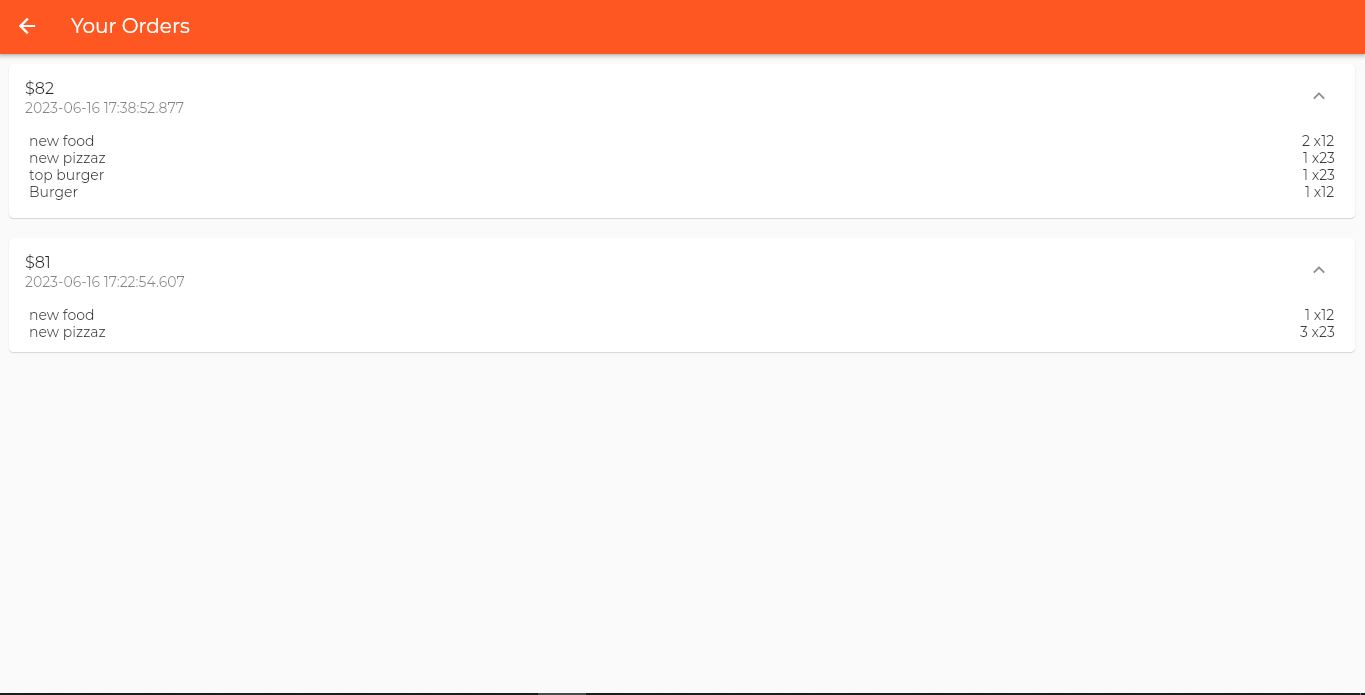 Your Orders
$82
2023-06-16 17:38:52.877
new food 2 x12
new pizzaz 1 x23
top burger 1 x23
Burger 1 x12
$81
2023-06-16 17:22:54.607
new food 1 x12
new pizzaz 3 x23